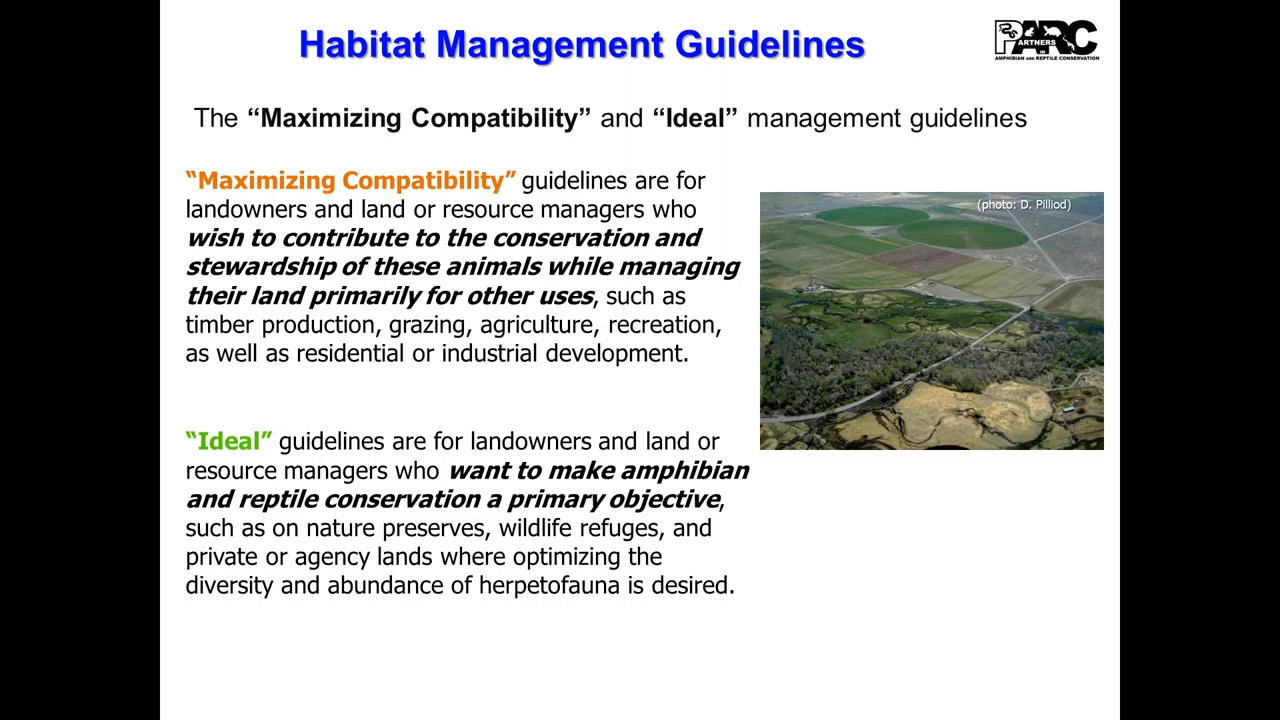 Habitat Management Guidelines
PARC
PARTNERS IN
AMPHIBIAN AND REPTILE CONSERVATION
The “Maximizing Compatibility” and “Ideal” management guidelines
“Maximizing Compatibility” guidelines are for
landowners and land or resource managers who
wish to contribute to the conservation and
stewardship of these animals while managing
their land primarily for other uses, such as
timber production, grazing, agriculture, recreation,
as well as residential or industrial development.
(photo: D. Pilliod)
“Ideal” guidelines are for landowners and land or
resource managers who want to make amphibian
and reptile conservation a primary objective,
such as on nature preserves, wildlife refuges, and
private or agency lands where optimizing the
diversity and abundance of herpetofauna is desired.